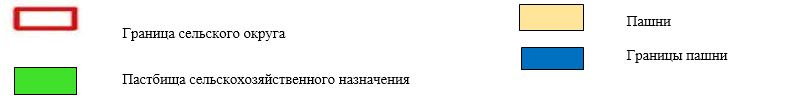 Граница сельского округа
Пастбища сельскохозяйственного назначения
Пашни
Границы пашни